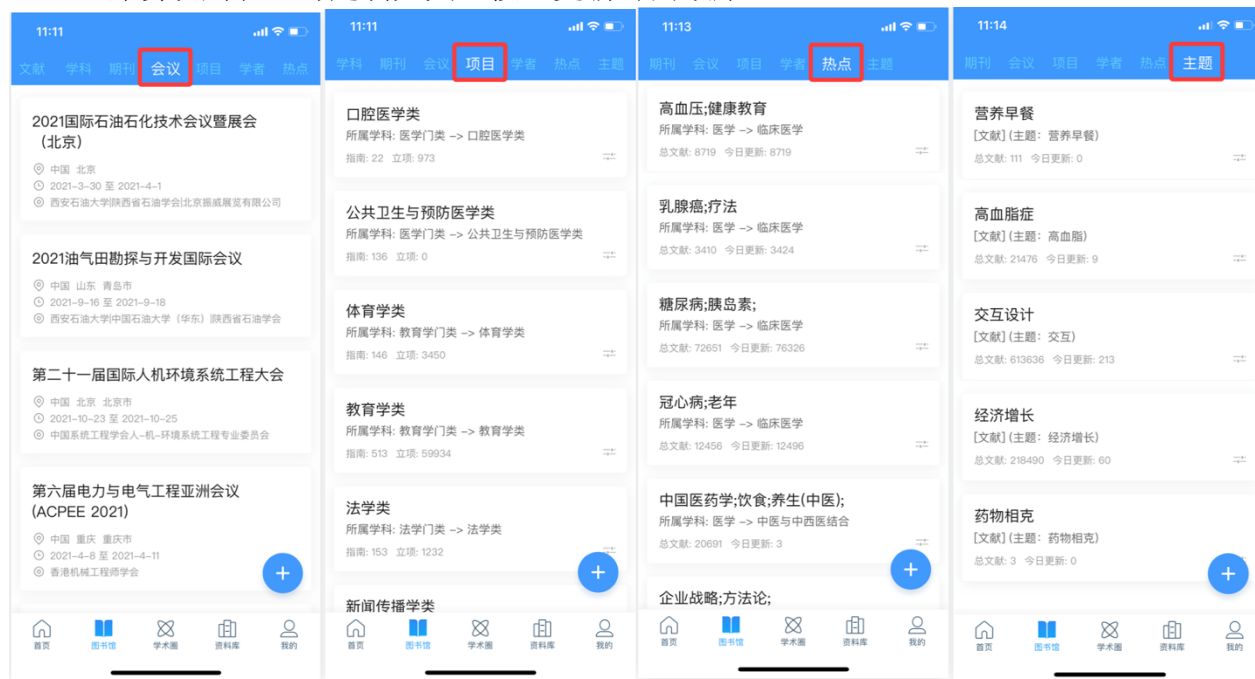 11:11
文献 学科 期刊 会议 项目 学者 热点
2021国际石油石化技术会议暨展会
（北京）
中国 北京
2021-3-30 至 2021-4-1
西安石油大学|陕西省石油学会|北京振威展览有限公司
2021油气田勘探与开发国际会议
中国 山东 青岛市
2021-9-16 至 2021-9-18
西安石油大学|中国石油大学（华东）|陕西省石油学会
第二十一届国际人机环境系统工程大会
中国 北京 北京市
2021-10-23 至 2021-10-25
中国系统工程学会人-机-环境系统工程专业委员会
第六届电力与电气工程亚洲会议
(ACPEE 2021)
中国 重庆 重庆市
2021-4-8 至 2021-4-11
香港机械工程师学会
首页 图书馆 学术圈 资料库 我的
11:11
学科 期刊 会议 项目 学者 热点 主题
口腔医学类
所属学科: 医学门类 -> 口腔医学类
指南: 22 立项: 973
公共卫生与预防医学类
所属学科: 医学门类 -> 公共卫生与预防医学类
指南: 136 立项: 0
体育学类
所属学科: 教育学门类 -> 体育学类
指南: 146 立项: 3450
教育学类
所属学科: 教育学门类 -> 教育学类
指南: 513 立项: 59934
法学类
所属学科: 法学门类 -> 法学类
指南: 153 立项: 1232
新闻传播学类
首页 图书馆 学术圈 资料库 我的
11:13
期刊 会议 项目 学者 热点 主题
高血压;健康教育
所属学科: 医学 -> 临床医学
总文献: 8719 今日更新: 8719
乳腺癌;疗法
所属学科: 医学 -> 临床医学
总文献: 3410 今日更新: 3424
糖尿病;胰岛素;
所属学科: 医学 -> 临床医学
总文献: 72651 今日更新: 76326
冠心病;老年
所属学科: 医学 -> 临床医学
总文献: 12456 今日更新: 12496
中国医药学;饮食;养生(中医);
所属学科: 医学 -> 中医与中西医结合
总文献: 20691 今日更新: 3
企业战略;方法论;
首页 图书馆 学术圈 资料库 我的
11:14
期刊 会议 项目 学者 热点 主题
营养早餐
[文献] (主题: 营养早餐)
总文献: 111 今日更新: 0
高血脂症
[文献] (主题: 高血脂)
总文献: 21476 今日更新: 9
交互设计
[文献] (主题: 交互)
总文献: 613636 今日更新: 213
经济增长
[文献] (主题: 经济增长)
总文献: 218490 今日更新: 60
药物相克
[文献] (主题: 药物相克)
总文献: 3 今日更新: 0
首页 图书馆 学术圈 资料库 我的